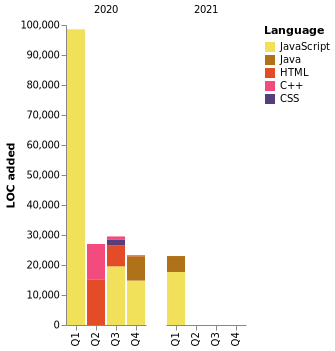 2020
2021
Language
JavaScript
Java
HTML
C++
CSS
LOC added
100,000
90,000
80,000
70,000
60,000
50,000
40,000
30,000
20,000
10,000
0
Q1 Q2 Q3 Q4
Q1 Q2 Q3 Q4